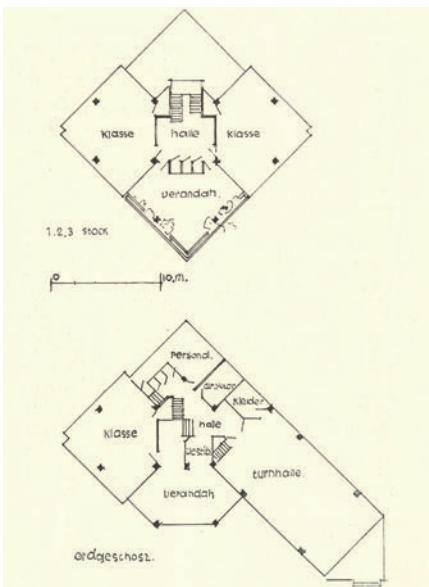 klasse halle klasse
verandah.
1.2,3 stock
0 10.m.
personal.
kleider
halle
klasse
turnhalle.
verandah
erdgeschosz.